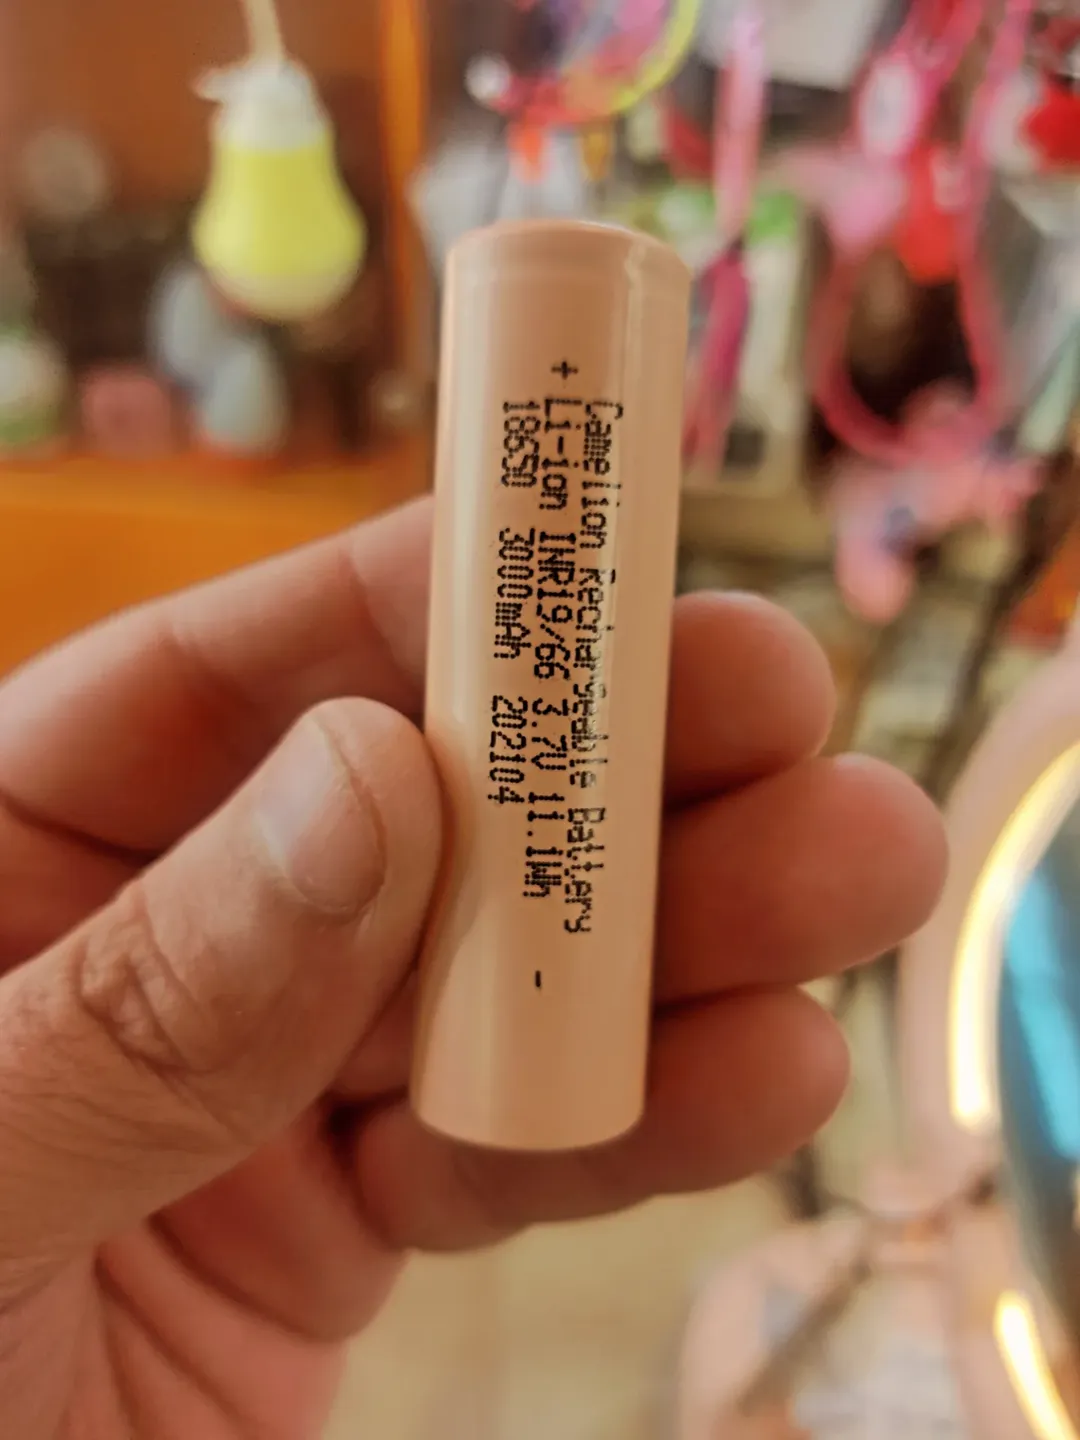 Camelion Rechargeable Battery
+ Li-ion INR19/66 3.7V 11.1Wh -
18650 3000mAh 202104